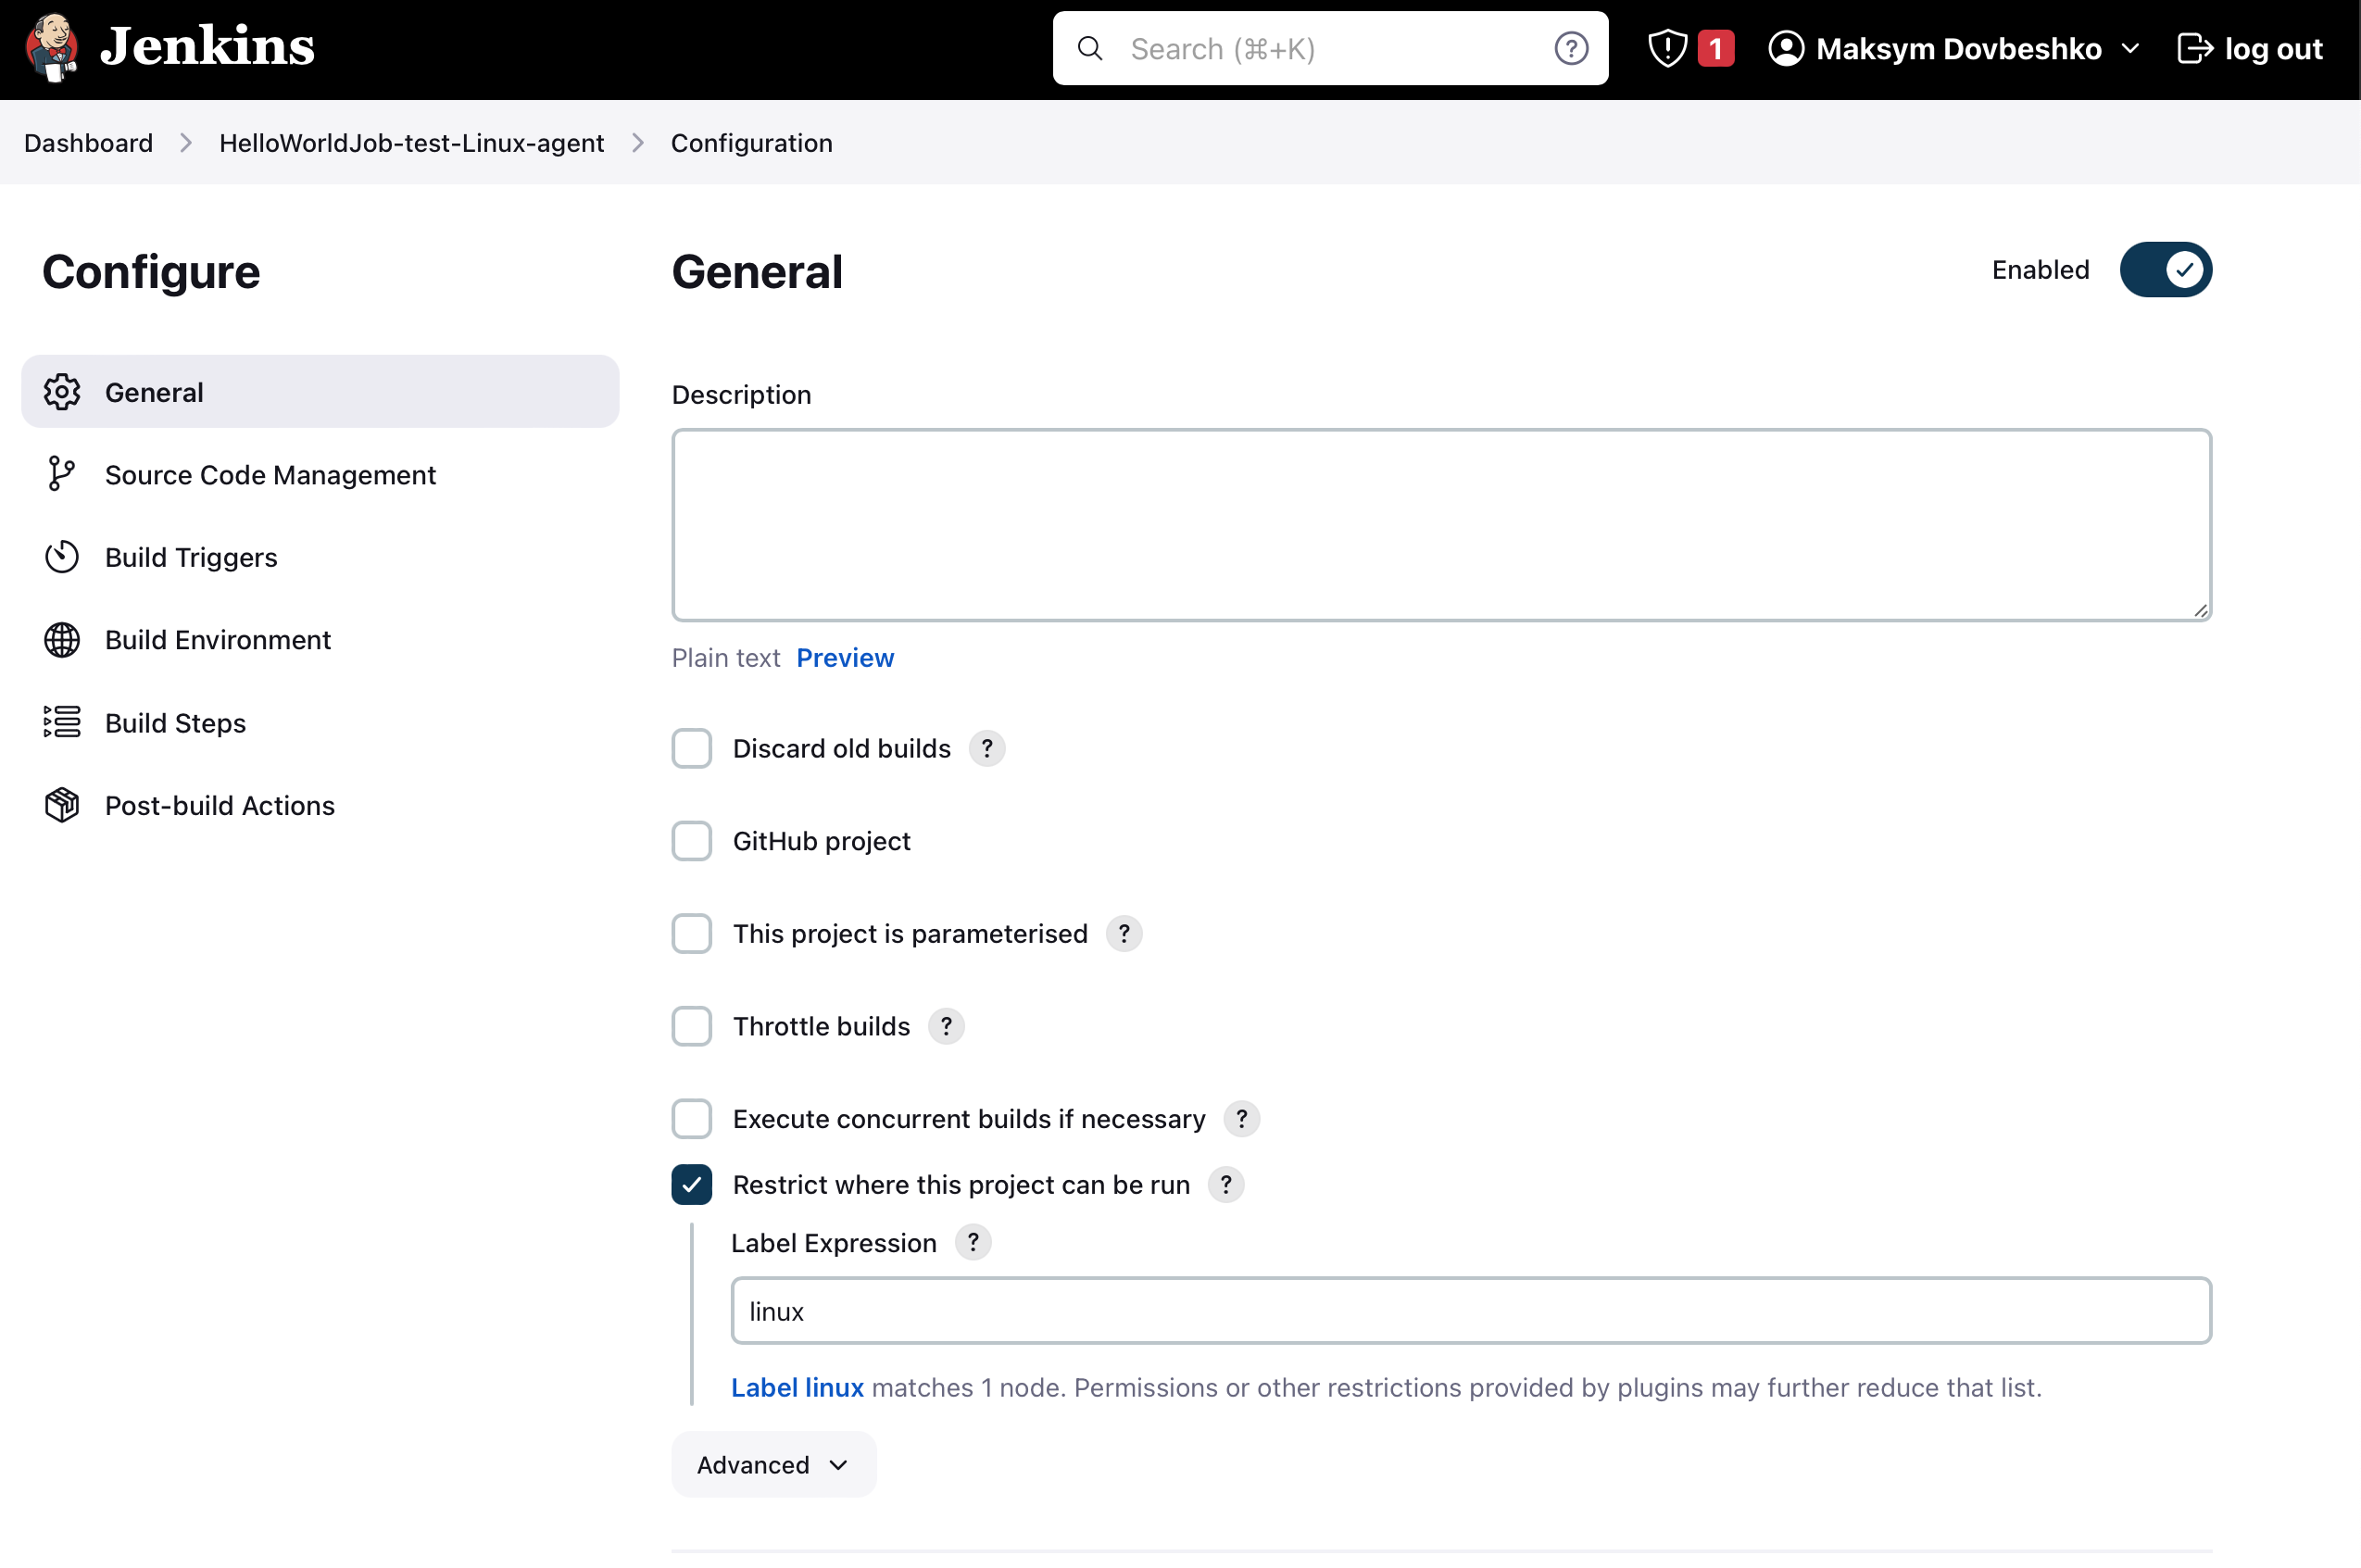 Jenkins
Search (⌘+K)
?
1
Maksym Dovbeshko
log out
Dashboard
HelloWorldJob-test-Linux-agent
Configuration
Configure
General
Source Code Management
Build Triggers
Build Environment
Build Steps
Post-build Actions
General
Enabled
Description
Plain text Preview
Discard old builds ?
GitHub project
This project is parameterised ?
Throttle builds ?
Execute concurrent builds if necessary ?
Restrict where this project can be run ?
Label Expression ?
linux
Label linux matches 1 node. Permissions or other restrictions provided by plugins may further reduce that list.
Advanced